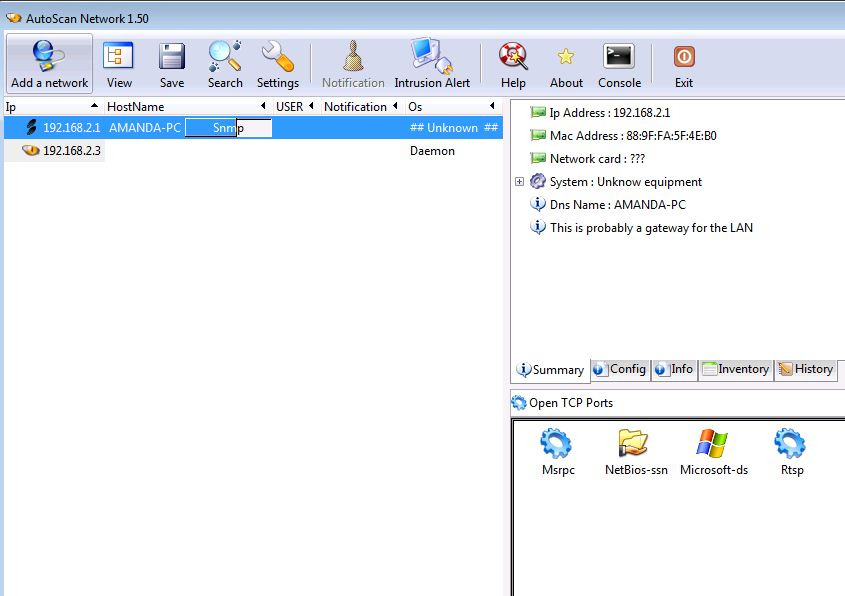 AutoScan Network 1.50
Add a network View Save Search Settings Notification Intrusion Alert Help About Console Exit
Ip HostName USER Notification Os
192.168.2.1 AMANDA-PC Snmp ## Unknown ##
192.168.2.3 Daemon
Ip Address : 192.168.2.1
Mac Address : 88:9F:FA:5F:4E:B0
Network card : ???
System : Unknow equipment
Dns Name : AMANDA-PC
This is probably a gateway for the LAN
Summary Config Info Inventory History
Open TCP Ports
Msrpc NetBios-ssn Microsoft-ds Rtsp